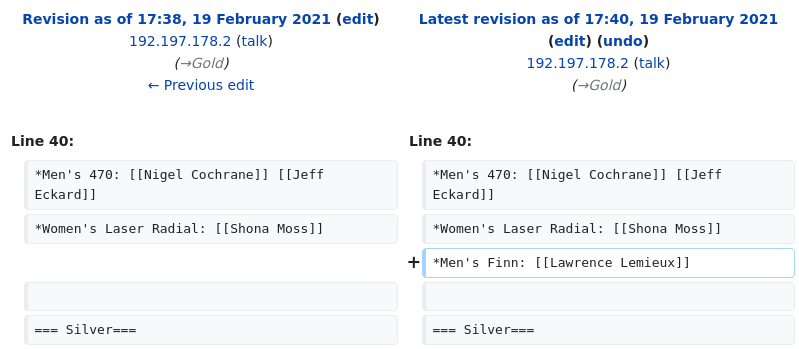 Revision as of 17:38, 19 February 2021 (edit)
192.197.178.2 (talk)
(→Gold)
← Previous edit
Latest revision as of 17:40, 19 February 2021
(edit) (undo)
192.197.178.2 (talk)
(→Gold)
Line 40:
Line 40:
*Men's 470: [[Nigel Cochrane]] [[Jeff
Eckard]]
*Men's 470: [[Nigel Cochrane]] [[Jeff
Eckard]]
*Women's Laser Radial: [[Shona Moss]]
*Women's Laser Radial: [[Shona Moss]]
+ *Men's Finn: [[Lawrence Lemieux]]
=== Silver===
=== Silver===